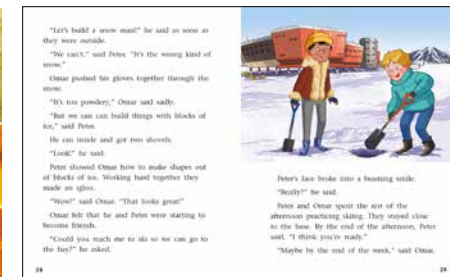 "Let's build a snow man!" he said as soon as
they were outside.
"We can't," said Peter. "It's the wrong kind of
snow."
Omar pushed his gloves together through the
snow.
"It's too powdery," Omar said sadly.
"But we can can build things with blocks of
ice," said Peter.
He ran inside and got two shovels.
"Look!" he said.
Peter showed Omar how to make shapes out
of blocks of ice. Working hard together they
made an igloo.
"Wow!" said Omar. "That looks great!"
Omar felt that he and Peter were starting to
become friends.
"Could you teach me to ski so we can go to
the bay?" he asked.
28
Peter's face broke into a beaming smile.
"Really?" he said.
Peter and Omar spent the rest of the
afternoon practicing skiing. They stayed close
to the base. By the end of the afternoon, Peter
said, "I think you're ready."
"Maybe by the end of the week," said Omar.
29